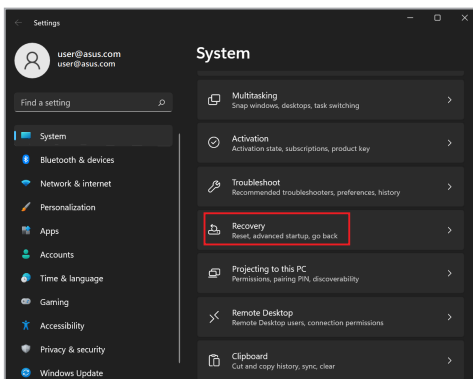 Settings
user@asus.com
user@asus.com
Find a setting
System
Bluetooth & devices
Network & internet
Personalization
Apps
Accounts
Time & language
Gaming
Accessibility
Privacy & security
Windows Update
System
Multitasking
Snap windows, desktops, task switching
Activation
Activation state, subscriptions, product key
Troubleshoot
Recommended troubleshooters, preferences, history
Recovery
Reset, advanced startup, go back
Projecting to this PC
Permissions, pairing PIN, discoverability
Remote Desktop
Remote Desktop users, connection permissions
Clipboard
Cut and copy history, sync, clear